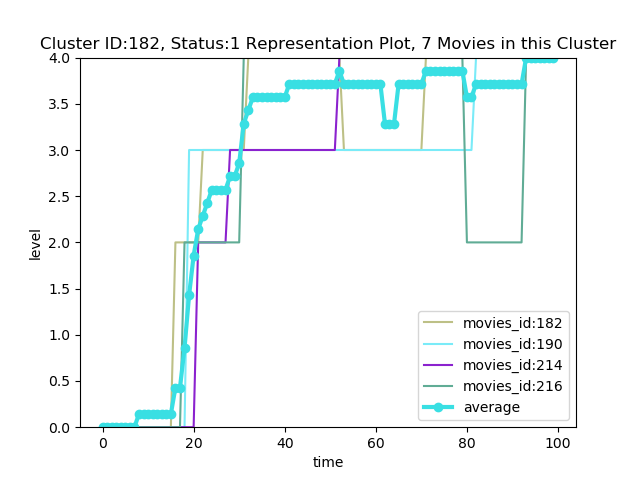 Cluster ID:182, Status:1 Representation Plot, 7 Movies in this Cluster
4.0
3.5
3.0
2.5
2.0
1.5
1.0
0.5
0.0
level
0 20 40 60 80 100
time
movies_id:182
movies_id:190
movies_id:214
movies_id:216
average